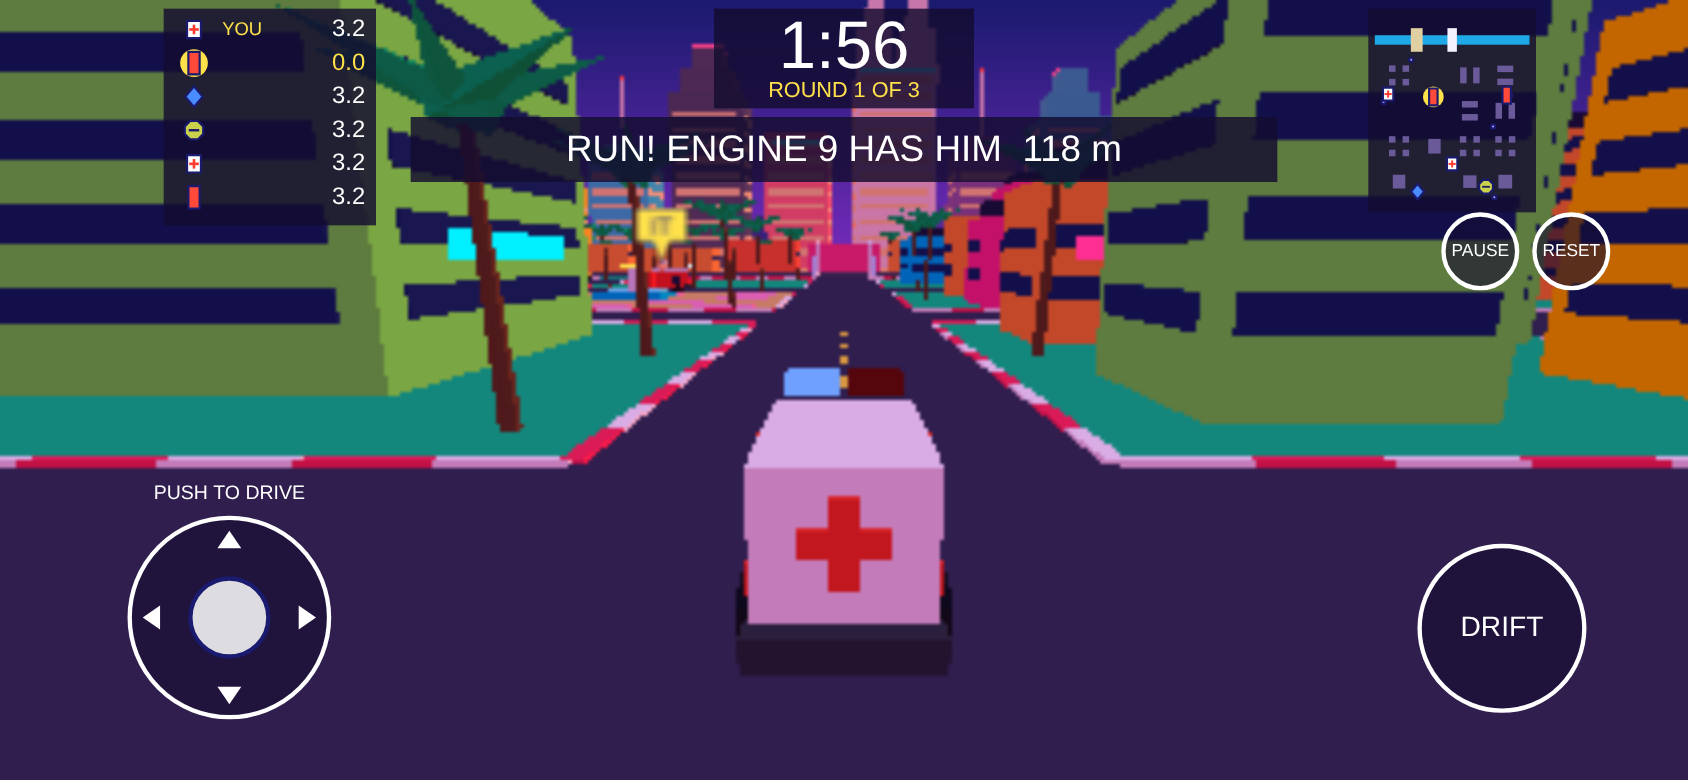 YOU 3.2
0.0
3.2
3.2
3.2
3.2
1:56
ROUND 1 OF 3
RUN! ENGINE 9 HAS HIM 118 m
IT
PAUSE
RESET
PUSH TO DRIVE
DRIFT